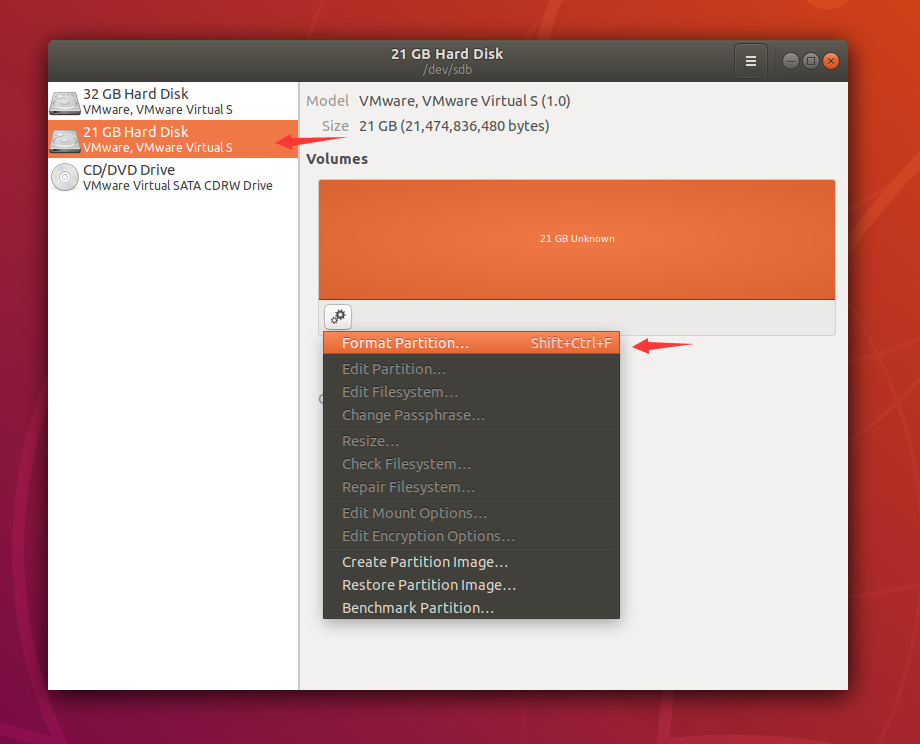 21 GB Hard Disk
/dev/sdb
32 GB Hard Disk
VMware, VMware Virtual S
21 GB Hard Disk
VMware, VMware Virtual S
CD/DVD Drive
VMware Virtual SATA CDRW Drive
Model VMware, VMware Virtual S (1.0)
Size 21 GB (21,474,836,480 bytes)
Volumes
21 GB Unknown
Format Partition… Shift+Ctrl+F
Edit Partition…
Edit Filesystem…
Change Passphrase…
Resize…
Check Filesystem…
Repair Filesystem…
Edit Mount Options…
Edit Encryption Options…
Create Partition Image…
Restore Partition Image…
Benchmark Partition…